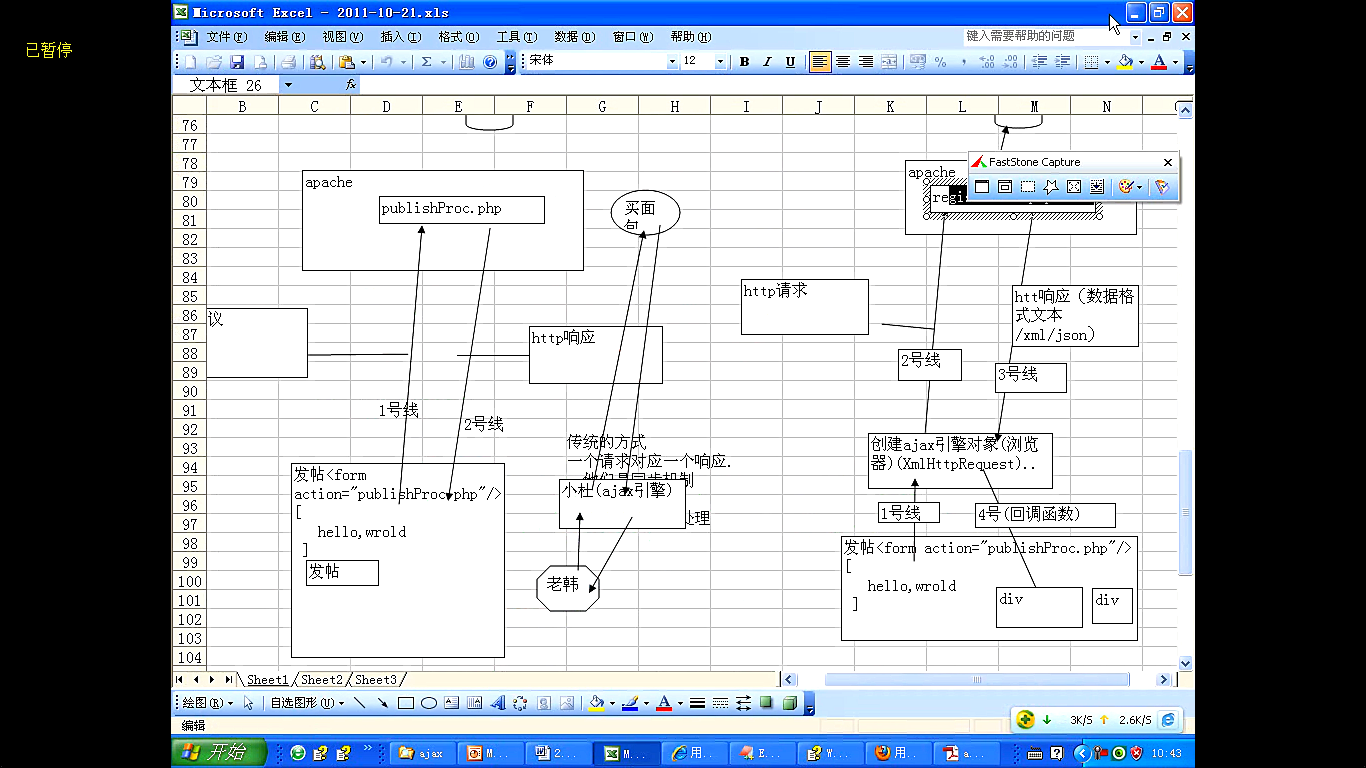 已暂停
Microsoft Excel - 2011-10-21.xls
文件(F) 编辑(E) 视图(V) 插入(I) 格式(O) 工具(T) 数据(D) 窗口(W) 帮助(H)
键入需要帮助的问题
宋体 12 B I U
文本框 26 fx
B C D E F G H I J K L M N
76
77
78
79
80
81
82
83
84
85
86
87
88
89
90
91
92
93
94
95
96
97
98
99
100
101
102
103
104
apache
publishProc.php
议
http响应
1号线
2号线
发帖<form
action="publishProc.php"/>
[
hello,wrold
]
发帖
买面
包
传统的方式
一个请求对应一个响应.
他们是同步机制
小杜(ajax引擎)
处理
老韩
apache
FastStone Capture
regi
http请求
htt响应（数据格
式文本
/xml/json）
2号线
3号线
创建ajax引擎对象(浏览
器)(XmlHttpRequest)..
1号线
4号(回调函数)
发帖<form action="publishProc.php"/>
[
hello,wrold
]
div
div
Sheet1 Sheet2 Sheet3
绘图(R) 自选图形(U)
编辑
3K/S 2.6K/S
开始 ajax M... 2... M... 用... E... W... 用... a... 10:43